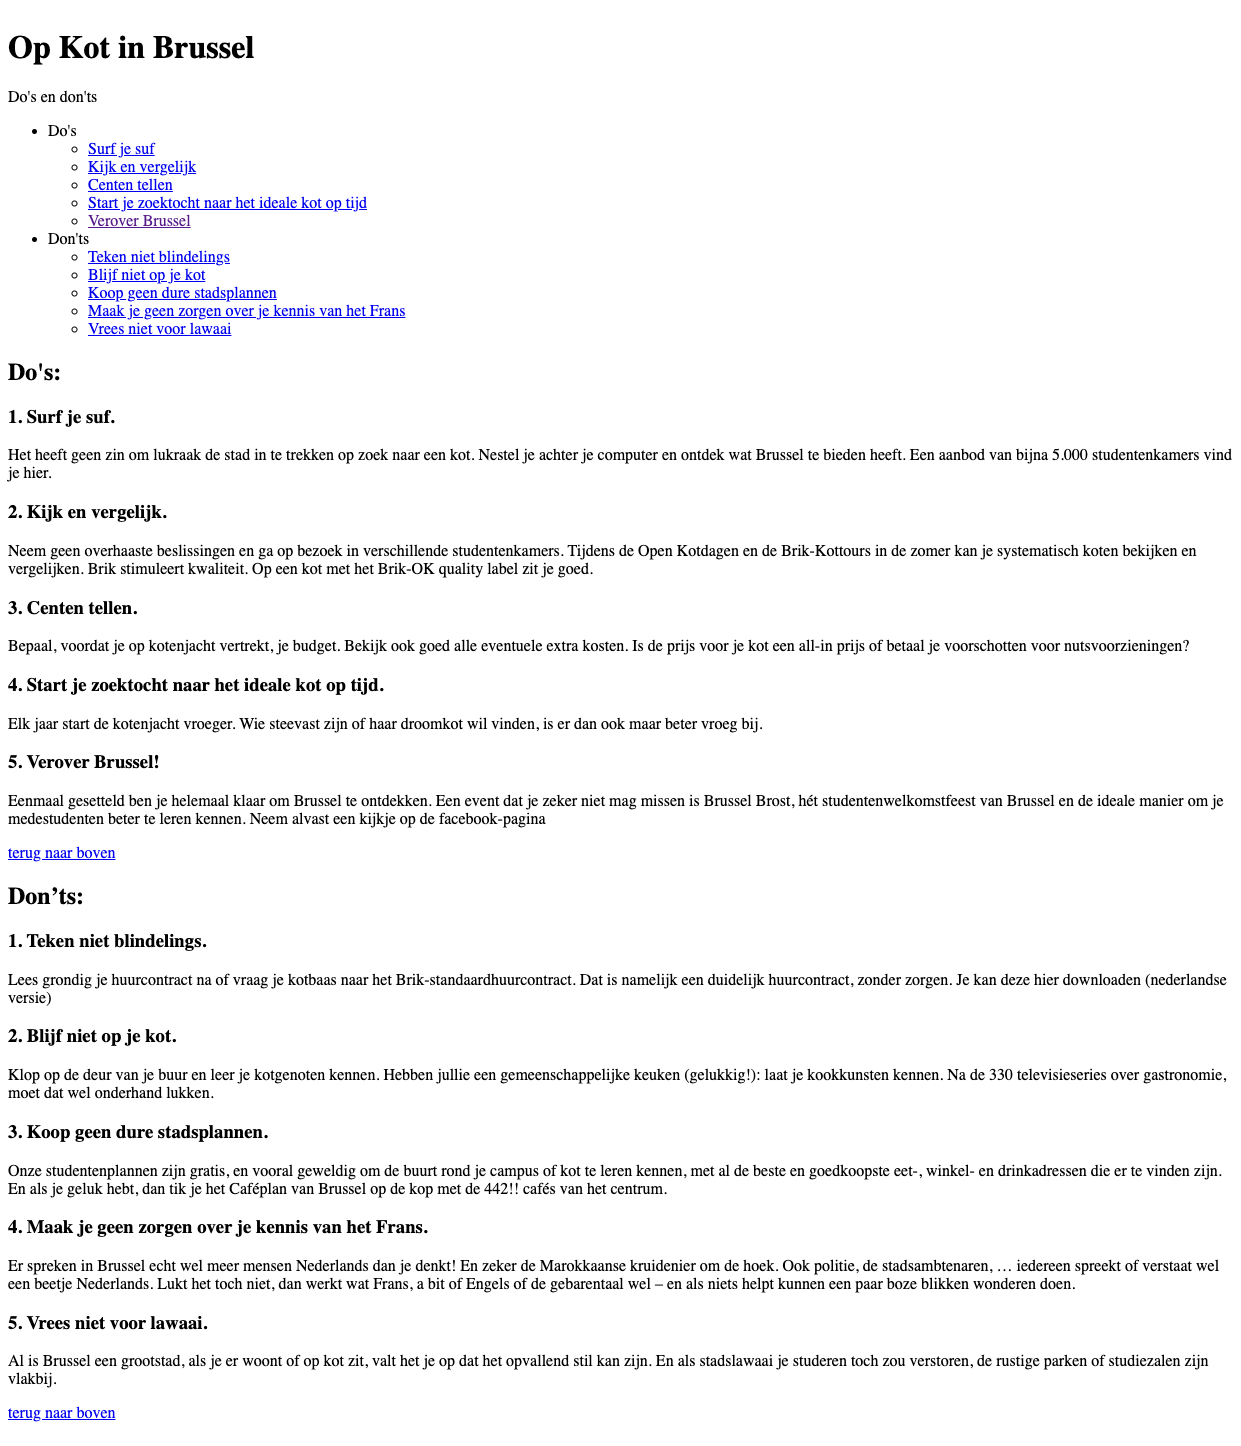 Op Kot in Brussel
Do's en don'ts
Do's
Surf je suf
Kijk en vergelijk
Centen tellen
Start je zoektocht naar het ideale kot op tijd
Verover Brussel
Don'ts
Teken niet blindelings
Blijf niet op je kot
Koop geen dure stadsplannen
Maak je geen zorgen over je kennis van het Frans
Vrees niet voor lawaai
Do's:
1. Surf je suf.
Het heeft geen zin om lukraak de stad in te trekken op zoek naar een kot. Nestel je achter je computer en ontdek wat Brussel te bieden heeft. Een aanbod van bijna 5.000 studentenkamers vind
je hier.
2. Kijk en vergelijk.
Neem geen overhaaste beslissingen en ga op bezoek in verschillende studentenkamers. Tijdens de Open Kotdagen en de Brik-Kottours in de zomer kan je systematisch koten bekijken en
vergelijken. Brik stimuleert kwaliteit. Op een kot met het Brik-OK quality label zit je goed.
3. Centen tellen.
Bepaal, voordat je op kotenjacht vertrekt, je budget. Bekijk ook goed alle eventuele extra kosten. Is de prijs voor je kot een all-in prijs of betaal je voorschotten voor nutsvoorzieningen?
4. Start je zoektocht naar het ideale kot op tijd.
Elk jaar start de kotenjacht vroeger. Wie steevast zijn of haar droomkot wil vinden, is er dan ook maar beter vroeg bij.
5. Verover Brussel!
Eenmaal gesetteld ben je helemaal klaar om Brussel te ontdekken. Een event dat je zeker niet mag missen is Brussel Brost, hét studentenwelkomstfeest van Brussel en de ideale manier om je
medestudenten beter te leren kennen. Neem alvast een kijkje op de facebook-pagina
terug naar boven
Don’ts:
1. Teken niet blindelings.
Lees grondig je huurcontract na of vraag je kotbaas naar het Brik-standaardhuurcontract. Dat is namelijk een duidelijk huurcontract, zonder zorgen. Je kan deze hier downloaden (nederlandse
versie)
2. Blijf niet op je kot.
Klop op de deur van je buur en leer je kotgenoten kennen. Hebben jullie een gemeenschappelijke keuken (gelukkig!): laat je kookkunsten kennen. Na de 330 televisieseries over gastronomie,
moet dat wel onderhand lukken.
3. Koop geen dure stadsplannen.
Onze studentenplannen zijn gratis, en vooral geweldig om de buurt rond je campus of kot te leren kennen, met al de beste en goedkoopste eet-, winkel- en drinkadressen die er te vinden zijn.
En als je geluk hebt, dan tik je het Caféplan van Brussel op de kop met de 442!! cafés van het centrum.
4. Maak je geen zorgen over je kennis van het Frans.
Er spreken in Brussel echt wel meer mensen Nederlands dan je denkt! En zeker de Marokkaanse kruidenier om de hoek. Ook politie, de stadsambtenaren, … iedereen spreekt of verstaat wel
een beetje Nederlands. Lukt het toch niet, dan werkt wat Frans, a bit of Engels of de gebarentaal wel – en als niets helpt kunnen een paar boze blikken wonderen doen.
5. Vrees niet voor lawaai.
Al is Brussel een grootstad, als je er woont of op kot zit, valt het je op dat het opvallend stil kan zijn. En als stadslawaai je studeren toch zou verstoren, de rustige parken of studiezalen zijn
vlakbij.
terug naar boven